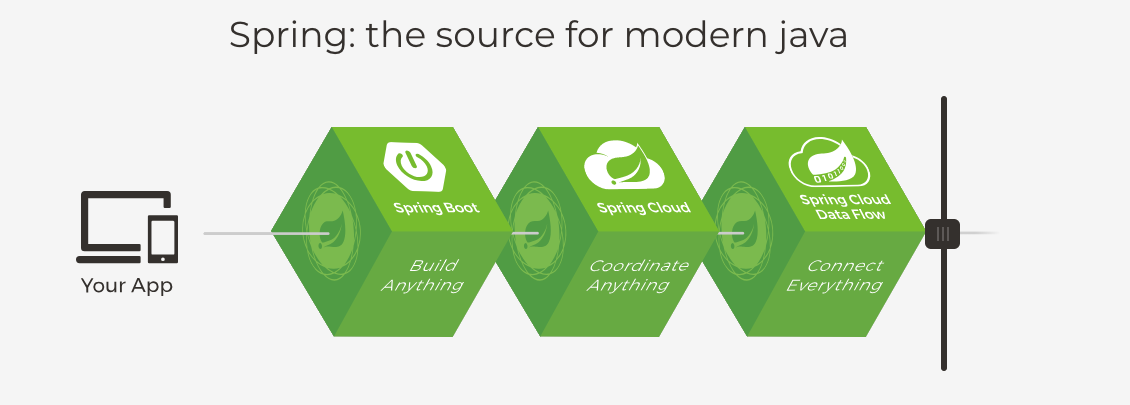 Spring: the source for modern java
Your App
Spring Boot
Build
Anything
Spring Cloud
Coordinate
Anything
Spring Cloud
Data Flow
Connect
Everything